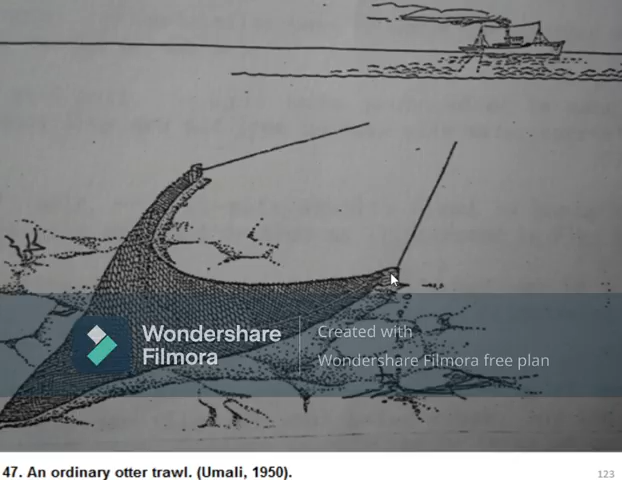 Wondershare
Filmora
Created with
Wondershare Filmora free plan
47. An ordinary otter trawl. (Umali, 1950).
123